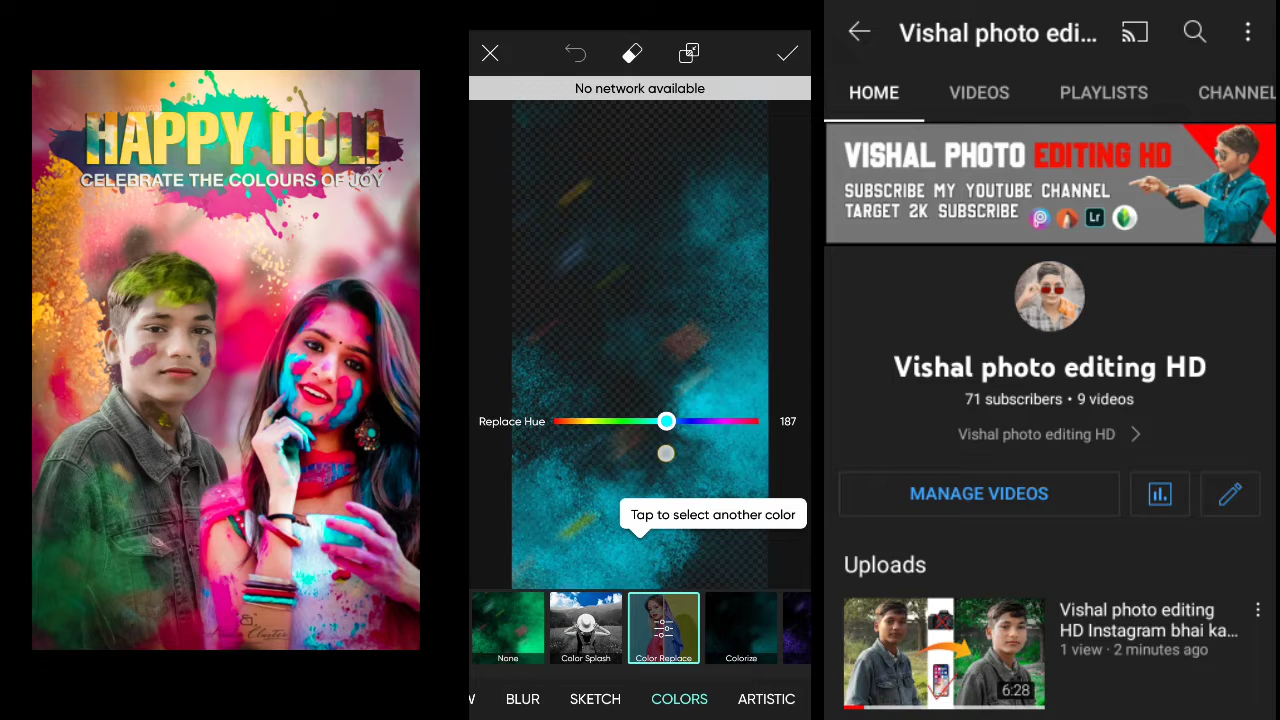 HAPPY HOLI
CELEBRATE THE COLOURS OF JOY
No network available
Replace Hue
187
Tap to select another color
None
Color Splash
Color Replace
Colorize
BLUR
SKETCH
COLORS
ARTISTIC
Vishal photo edi...
HOME
VIDEOS
PLAYLISTS
CHANNEL
VISHAL PHOTO EDITING HD
SUBSCRIBE MY YOUTUBE CHANNEL
TARGET 2K SUBSCRIBE
Lr
Vishal photo editing HD
71 subscribers • 9 videos
Vishal photo editing HD
MANAGE VIDEOS
Uploads
Vishal photo editing
HD Instagram bhai ka...
1 view · 2 minutes ago
6:28